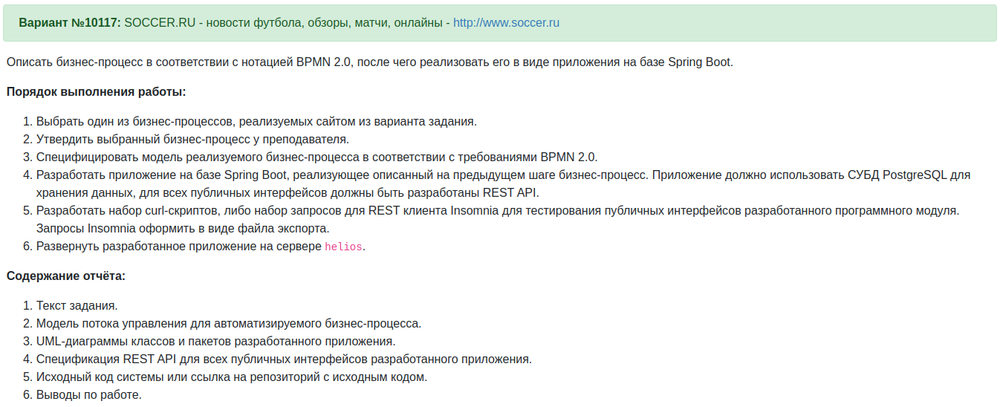 Вариант №10117: SOCCER.RU - новости футбола, обзоры, матчи, онлайны - http://www.soccer.ru
Описать бизнес-процесс в соответствии с нотацией BPMN 2.0, после чего реализовать его в виде приложения на базе Spring Boot.
Порядок выполнения работы:
1. Выбрать один из бизнес-процессов, реализуемых сайтом из варианта задания.
2. Утвердить выбранный бизнес-процесс у преподавателя.
3. Специфицировать модель реализуемого бизнес-процесса в соответствии с требованиями BPMN 2.0.
4. Разработать приложение на базе Spring Boot, реализующее описанный на предыдущем шаге бизнес-процесс. Приложение должно использовать СУБД PostgreSQL для
хранения данных, для всех публичных интерфейсов должны быть разработаны REST API.
5. Разработать набор curl-скриптов, либо набор запросов для REST клиента Insomnia для тестирования публичных интерфейсов разработанного программного модуля.
Запросы Insomnia оформить в виде файла экспорта.
6. Развернуть разработанное приложение на сервере helios.
Содержание отчёта:
1. Текст задания.
2. Модель потока управления для автоматизируемого бизнес-процесса.
3. UML-диаграммы классов и пакетов разработанного приложения.
4. Спецификация REST API для всех публичных интерфейсов разработанного приложения.
5. Исходный код системы или ссылка на репозиторий с исходным кодом.
6. Выводы по работе.